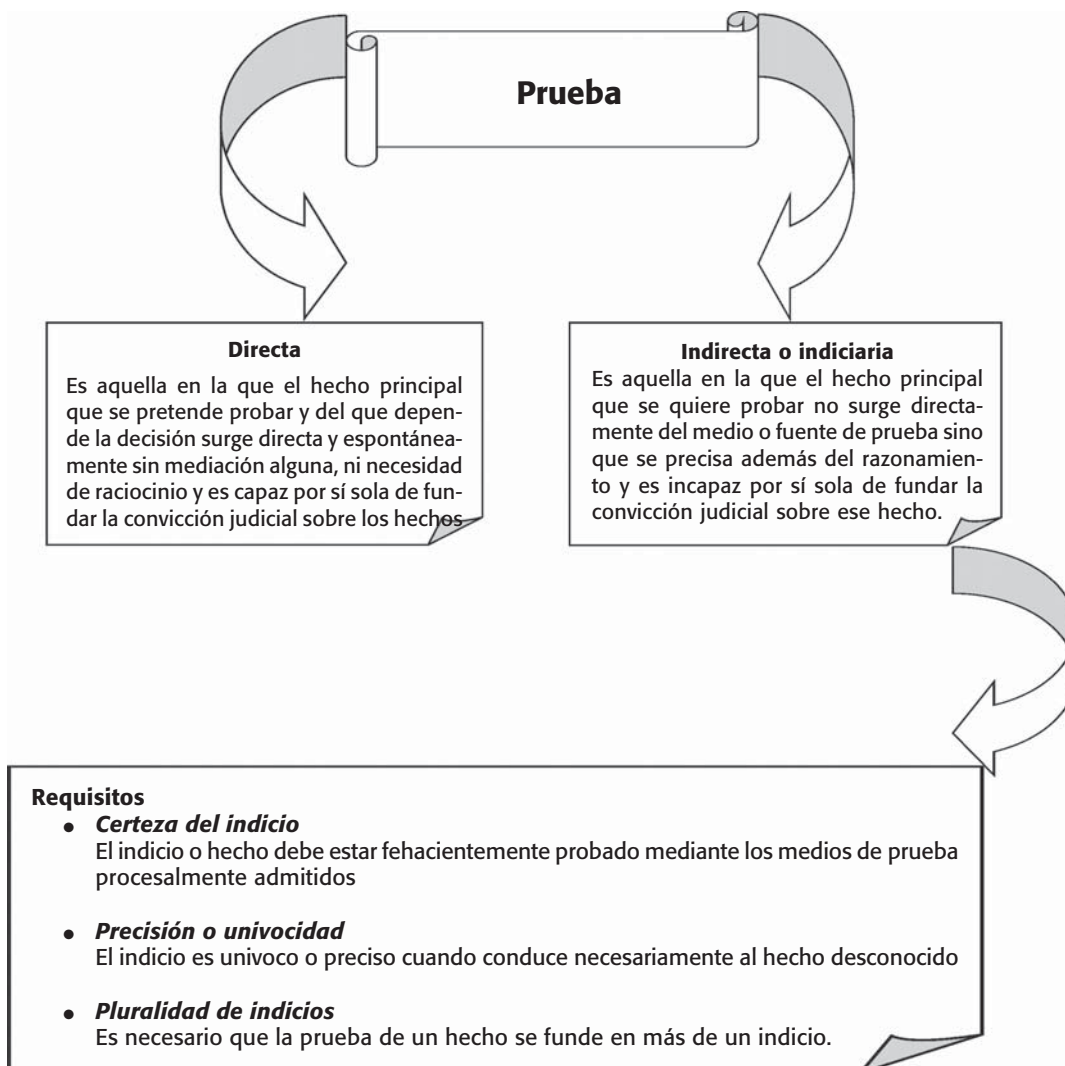 Prueba
Directa
Es aquella en la que el hecho principal
que se pretende probar y del que depen-
de la decisión surge directa y espontánea-
mente sin mediación alguna, ni necesidad
de raciocinio y es capaz por sí sola de fun-
dar la convicción judicial sobre los hechos
Indirecta o indiciaria
Es aquella en la que el hecho principal
que se quiere probar no surge directa-
mente del medio o fuente de prueba sino
que se precisa además del razonamien-
to y es incapaz por sí sola de fundar la
convicción judicial sobre ese hecho.
Requisitos
• Certeza del indicio
El indicio o hecho debe estar fehacientemente probado mediante los medios de prueba
procesalmente admitidos
• Precisión o univocidad
El indicio es univoco o preciso cuando conduce necesariamente al hecho desconocido
• Pluralidad de indicios
Es necesario que la prueba de un hecho se funde en más de un indicio.